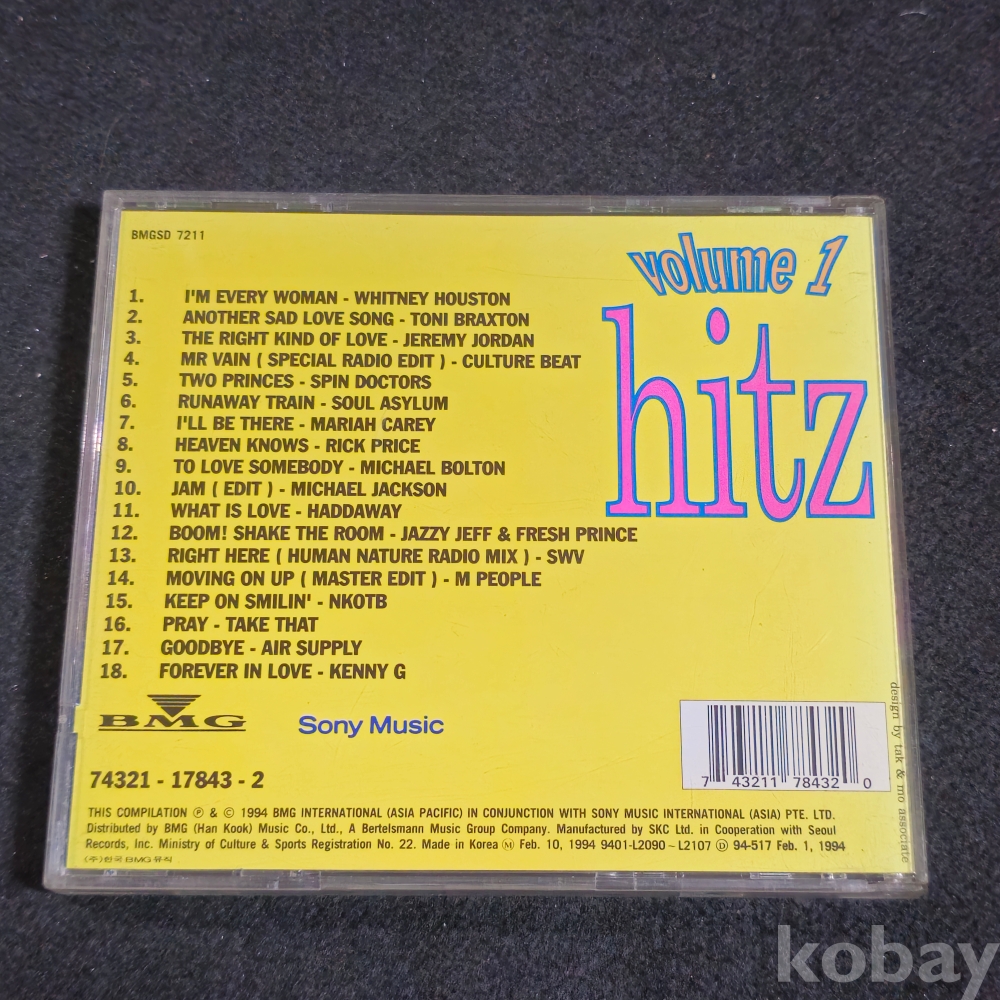 BMGSD 7211
volume 1
hitz
1. I'M EVERY WOMAN - WHITNEY HOUSTON
2. ANOTHER SAD LOVE SONG - TONI BRAXTON
3. THE RIGHT KIND OF LOVE - JEREMY JORDAN
4. MR VAIN ( SPECIAL RADIO EDIT ) - CULTURE BEAT
5. TWO PRINCES - SPIN DOCTORS
6. RUNAWAY TRAIN - SOUL ASYLUM
7. I'LL BE THERE - MARIAH CAREY
8. HEAVEN KNOWS - RICK PRICE
9. TO LOVE SOMEBODY - MICHAEL BOLTON
10. JAM ( EDIT ) - MICHAEL JACKSON
11. WHAT IS LOVE - HADDAWAY
12. BOOM! SHAKE THE ROOM - JAZZY JEFF & FRESH PRINCE
13. RIGHT HERE ( HUMAN NATURE RADIO MIX ) - SWV
14. MOVING ON UP ( MASTER EDIT ) - M PEOPLE
15. KEEP ON SMILIN' - NKOTB
16. PRAY - TAKE THAT
17. GOODBYE - AIR SUPPLY
18. FOREVER IN LOVE - KENNY G
BMG
Sony Music
74321 - 17843 - 2
7 43211 78432 0
design by tak & mo associate
THIS COMPILATION ℗ & © 1994 BMG INTERNATIONAL (ASIA PACIFIC) IN CONJUNCTION WITH SONY MUSIC INTERNATIONAL (ASIA) PTE. LTD.
Distributed by BMG (Han Kook) Music Co., Ltd., A Bertelsmann Music Group Company. Manufactured by SKC Ltd. in Cooperation with Seoul
Records, Inc. Ministry of Culture & Sports Registration No. 22. Made in Korea Ⓜ Feb. 10, 1994 9401-L2090~L2107 Ⓓ 94-517 Feb. 1, 1994
(주)한국 BMG 뮤직
kobay